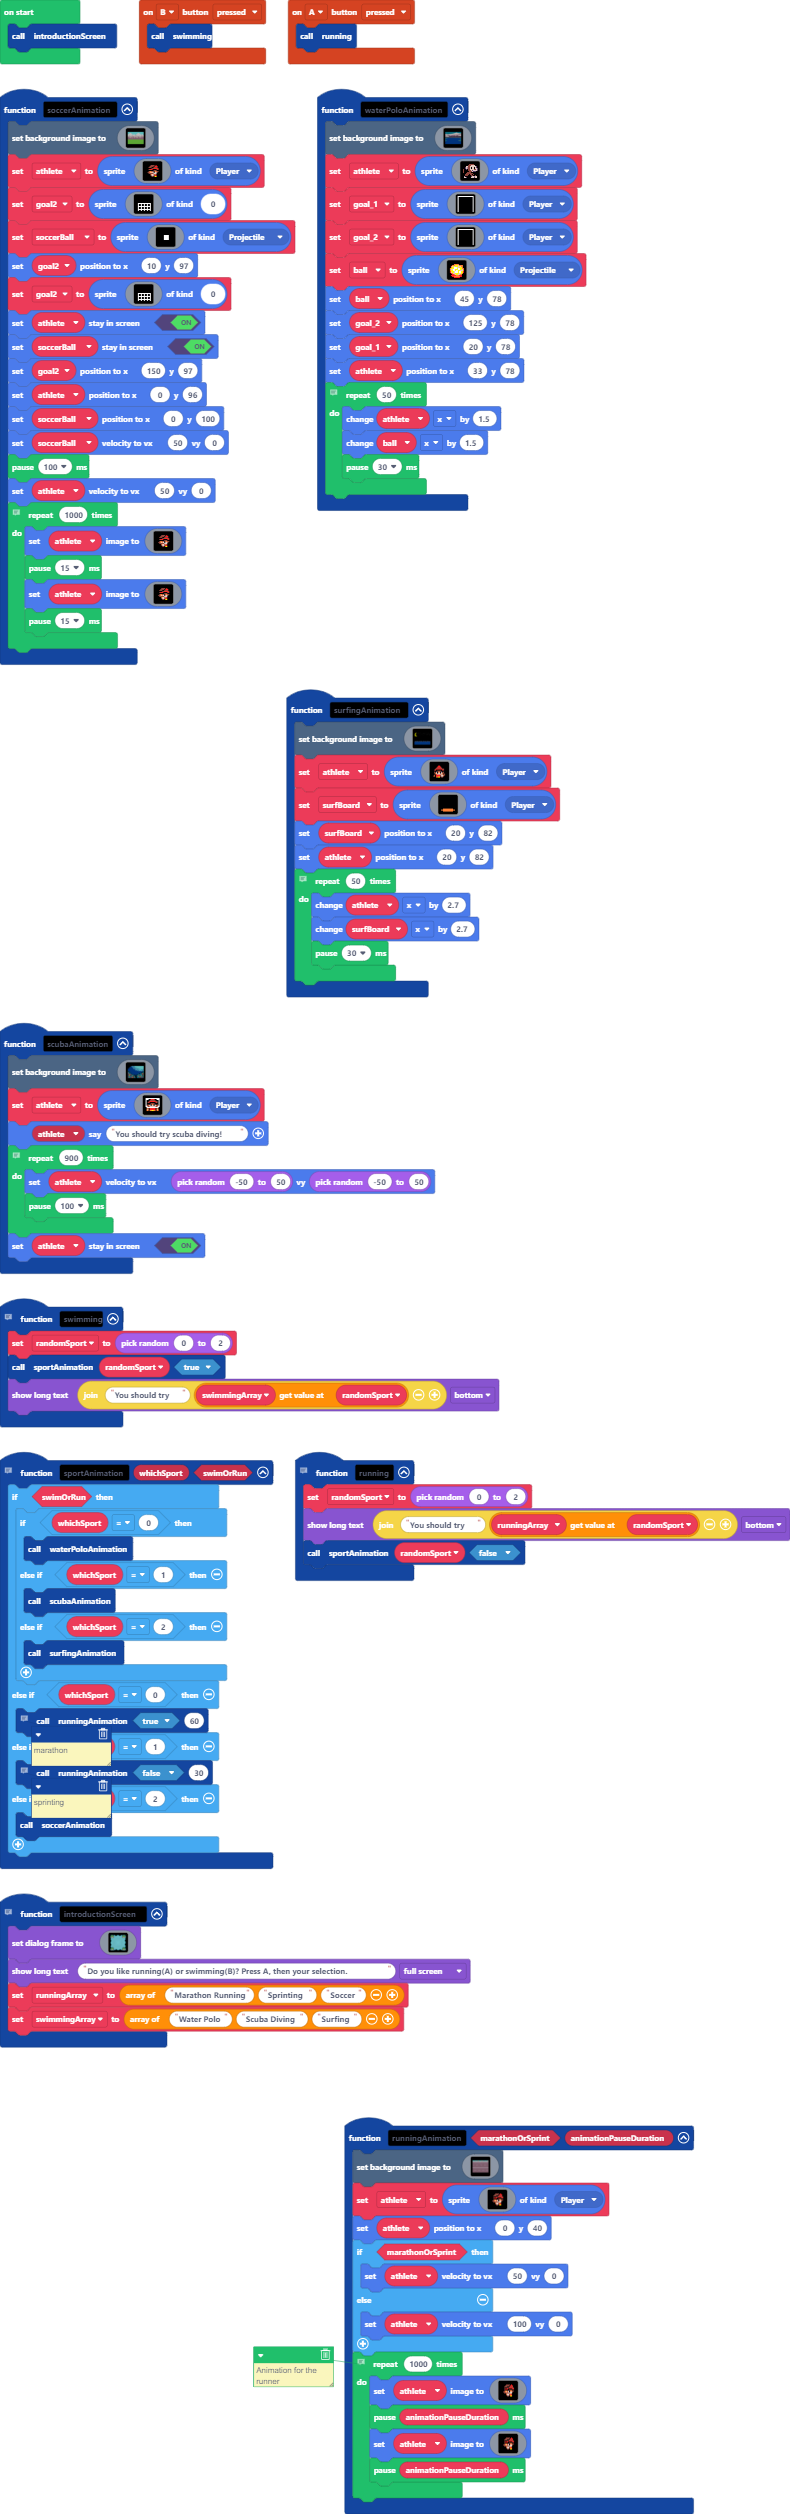 on start
call introductionScreen
on B button pressed
call swimming
on A button pressed
call running
function soccerAnimation
set background image to
set athlete to sprite of kind Player
set goal2 to sprite of kind 0
set soccerBall to sprite of kind Projectile
set goal2 position to x 10 y 97
set goal2 to sprite of kind 0
set athlete stay in screen ON
set soccerBall stay in screen ON
set goal2 position to x 150 y 97
set athlete position to x 0 y 96
set soccerBall position to x 0 y 100
set soccerBall velocity to vx 50 vy 0
pause 100 ms
set athlete velocity to vx 50 vy 0
repeat 1000 times
do
set athlete image to
pause 15 ms
set athlete image to
pause 15 ms
function waterPoloAnimation
set background image to
set athlete to sprite of kind Player
set goal_1 to sprite of kind Player
set goal_2 to sprite of kind Player
set ball to sprite of kind Projectile
set ball position to x 45 y 78
set goal_2 position to x 125 y 78
set goal_1 position to x 20 y 78
set athlete position to x 33 y 78
repeat 50 times
do
change athlete x by 1.5
change ball x by 1.5
pause 30 ms
function surfingAnimation
set background image to
set athlete to sprite of kind Player
set surfBoard to sprite of kind Player
set surfBoard position to x 20 y 82
set athlete position to x 20 y 82
repeat 50 times
do
change athlete x by 2.7
change surfBoard x by 2.7
pause 30 ms
function scubaAnimation
set background image to
set athlete to sprite of kind Player
athlete say "You should try scuba diving!"
repeat 900 times
do
set athlete velocity to vx pick random -50 to 50 vy pick random -50 to 50
pause 100 ms
set athlete stay in screen ON
function swimming
set randomSport to pick random 0 to 2
call sportAnimation randomSport true
show long text join "You should try " swimmingArray get value at randomSport bottom
function sportAnimation whichSport swimOrRun
if swimOrRun then
if whichSport = 0 then
call waterPoloAnimation
else if whichSport = 1 then
call scubaAnimation
else if whichSport = 2 then
call surfingAnimation
else if whichSport = 0 then
call runningAnimation true 60
else i = 1 then
marathon
call runningAnimation false 30
else i = 2 then
sprinting
call soccerAnimation
function running
set randomSport to pick random 0 to 2
show long text join "You should try " runningArray get value at randomSport bottom
call sportAnimation randomSport false
function introductionScreen
set dialog frame to
show long text "Do you like running(A) or swimming(B)? Press A, then your selection. " full screen
set runningArray to array of "Marathon Running" "Sprinting" "Soccer"
set swimmingArray to array of "Water Polo" "Scuba Diving" "Surfing"
function runningAnimation marathonOrSprint animationPauseDuration
set background image to
set athlete to sprite of kind Player
set athlete position to x 0 y 40
if marathonOrSprint then
set athlete velocity to vx 50 vy 0
else
set athlete velocity to vx 100 vy 0
repeat 1000 times
Animation for the
runner
do
set athlete image to
pause animationPauseDuration ms
set athlete image to
pause animationPauseDuration ms